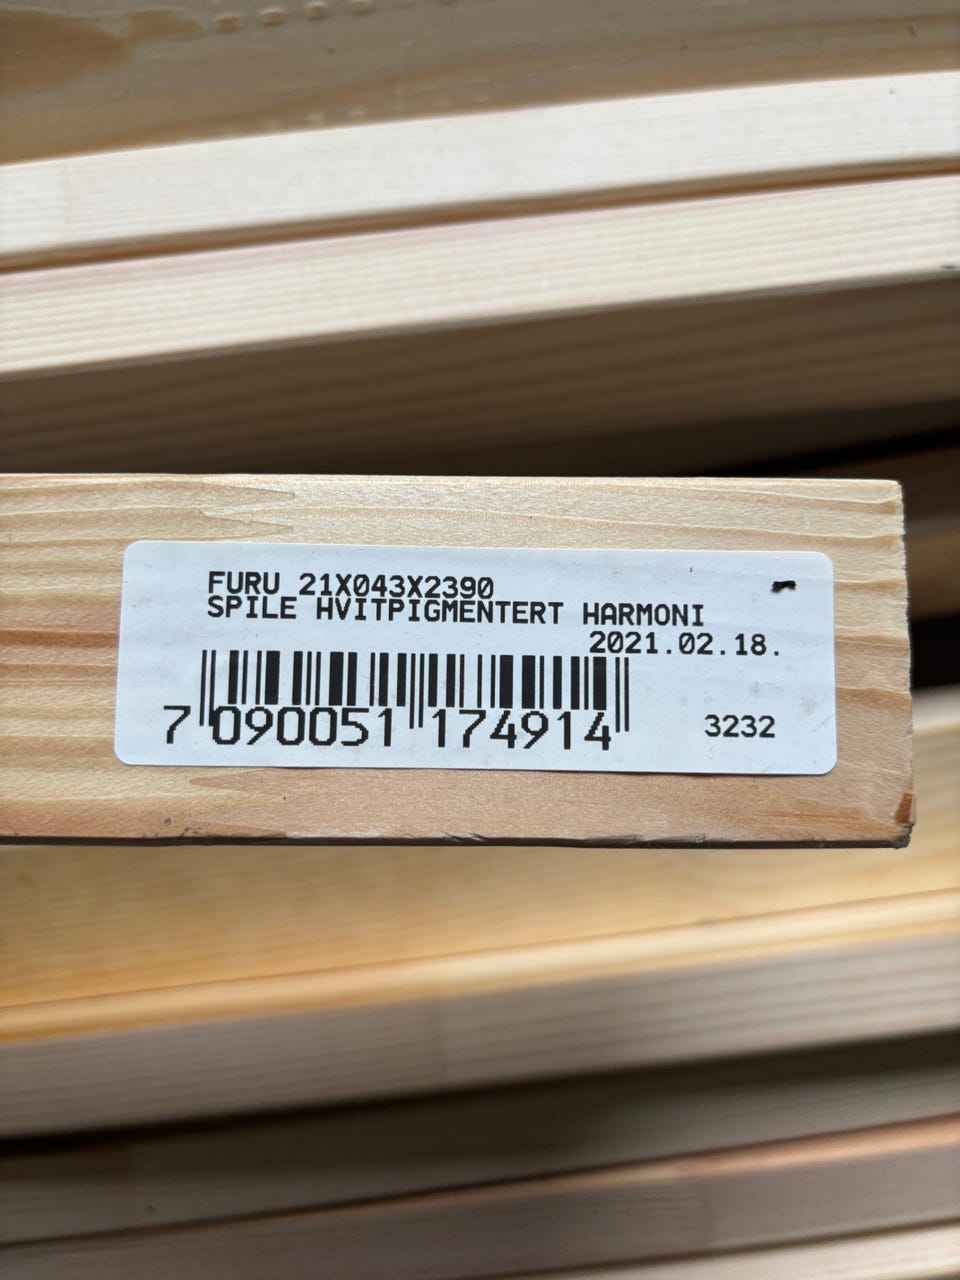 FURU 21X043X2390
SPILE HVITPIGMENTERT HARMONI
2021.02.18.
7 090051 174914
3232